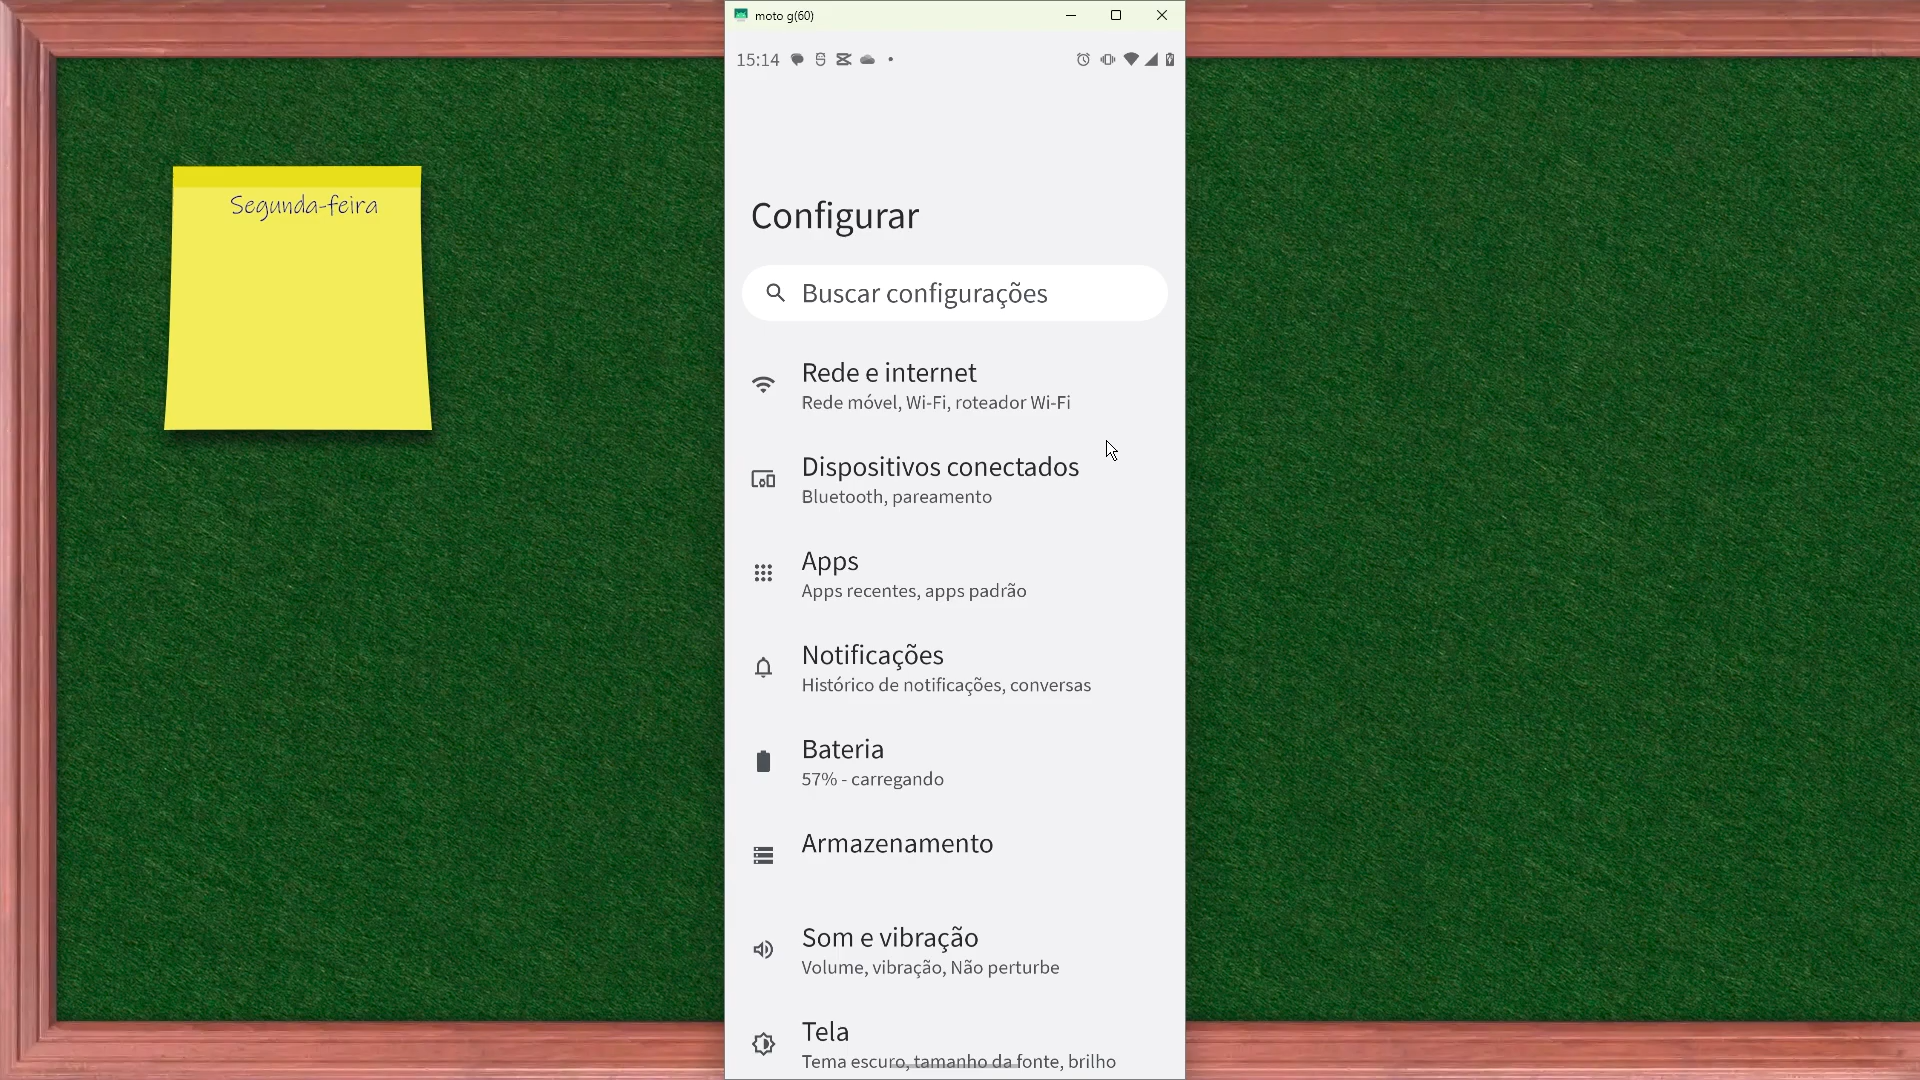 moto g(60)
15:14
Segunda-feira
Configurar
Buscar configurações
Rede e internet
Rede móvel, Wi-Fi, roteador Wi-Fi
Dispositivos conectados
Bluetooth, pareamento
Apps
Apps recentes, apps padrão
Notificações
Histórico de notificações, conversas
Bateria
57% - carregando
Armazenamento
Som e vibração
Volume, vibração, Não perturbe
Tela
Tema escuro, tamanho da fonte, brilho